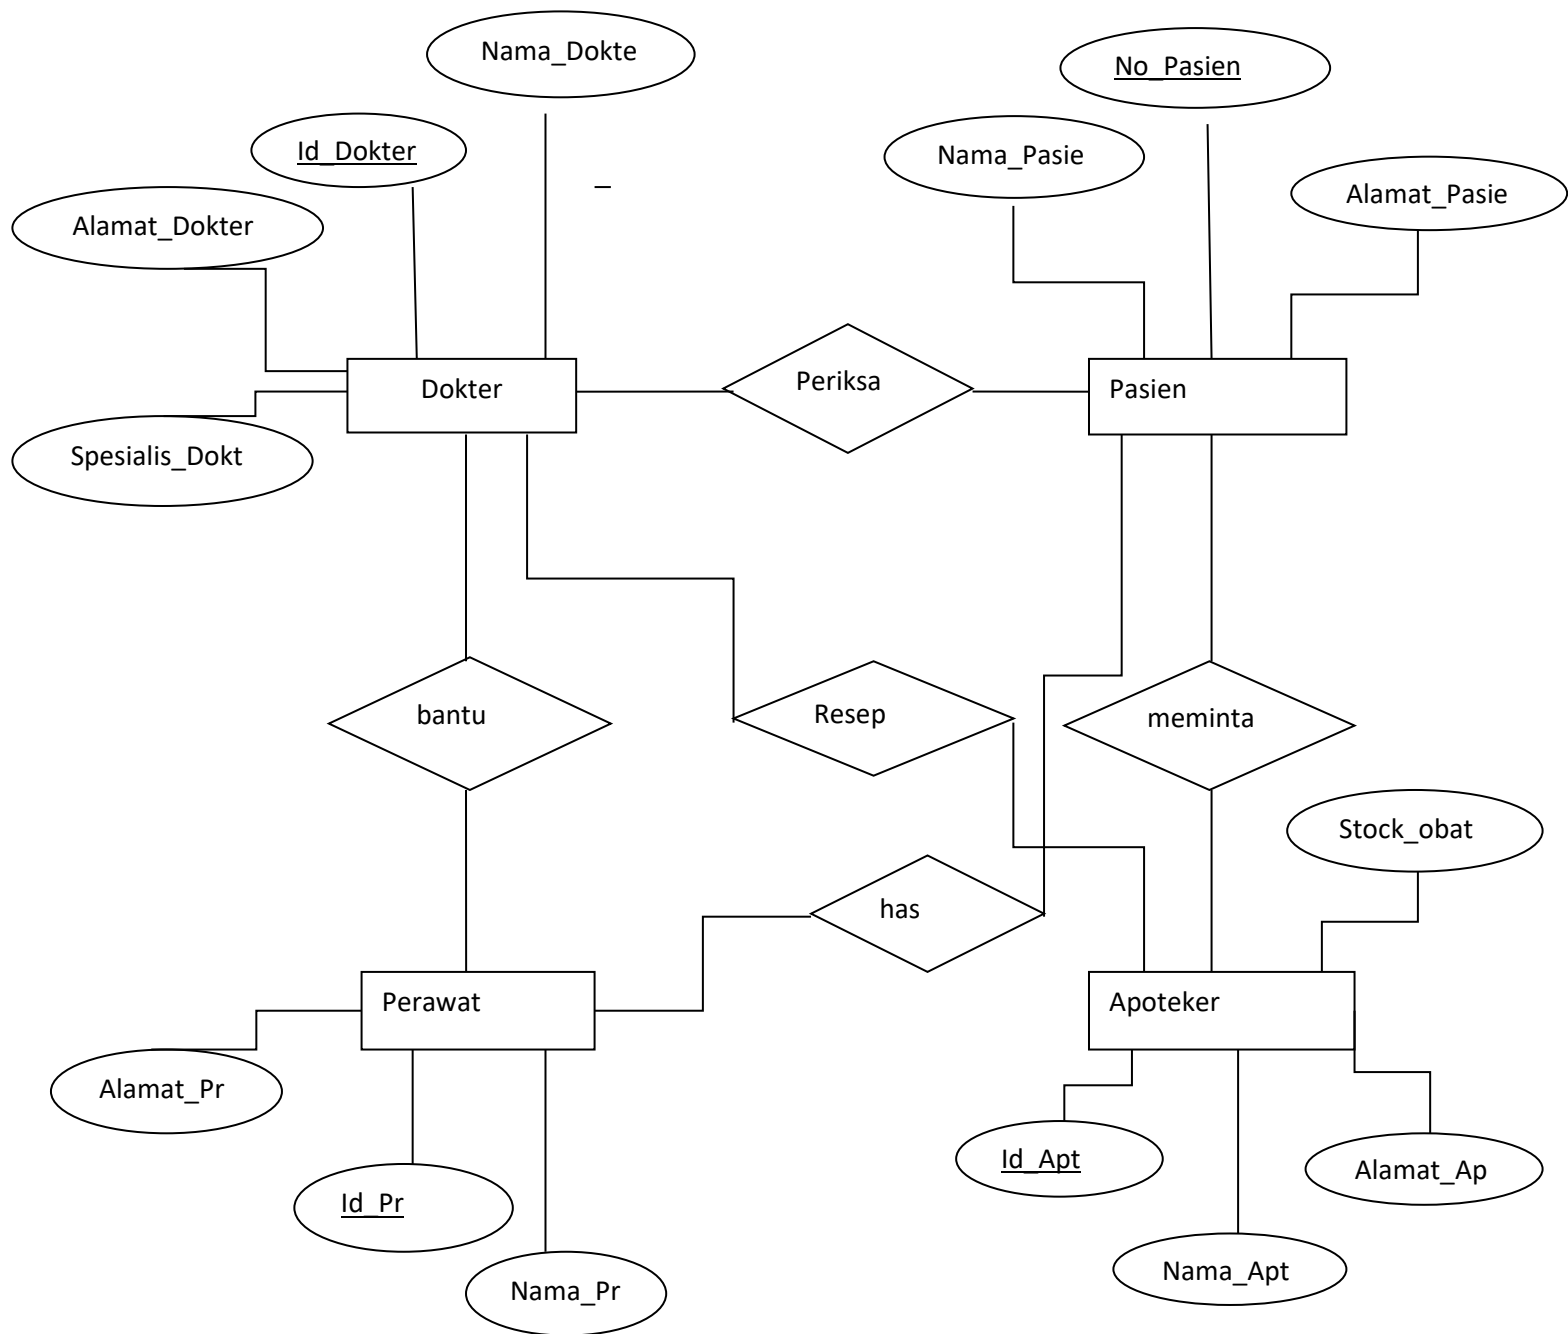 Nama_Dokte
No_Pasien
Id_Dokter
Nama_Pasie
_
Alamat_Pasie
Alamat_Dokter
Periksa
Dokter
Pasien
Spesialis_Dokt
bantu
Resep
meminta
Stock_obat
has
Perawat
Apoteker
Alamat_Pr
Id_Apt
Alamat_Ap
Id_Pr
Nama_Apt
Nama_Pr